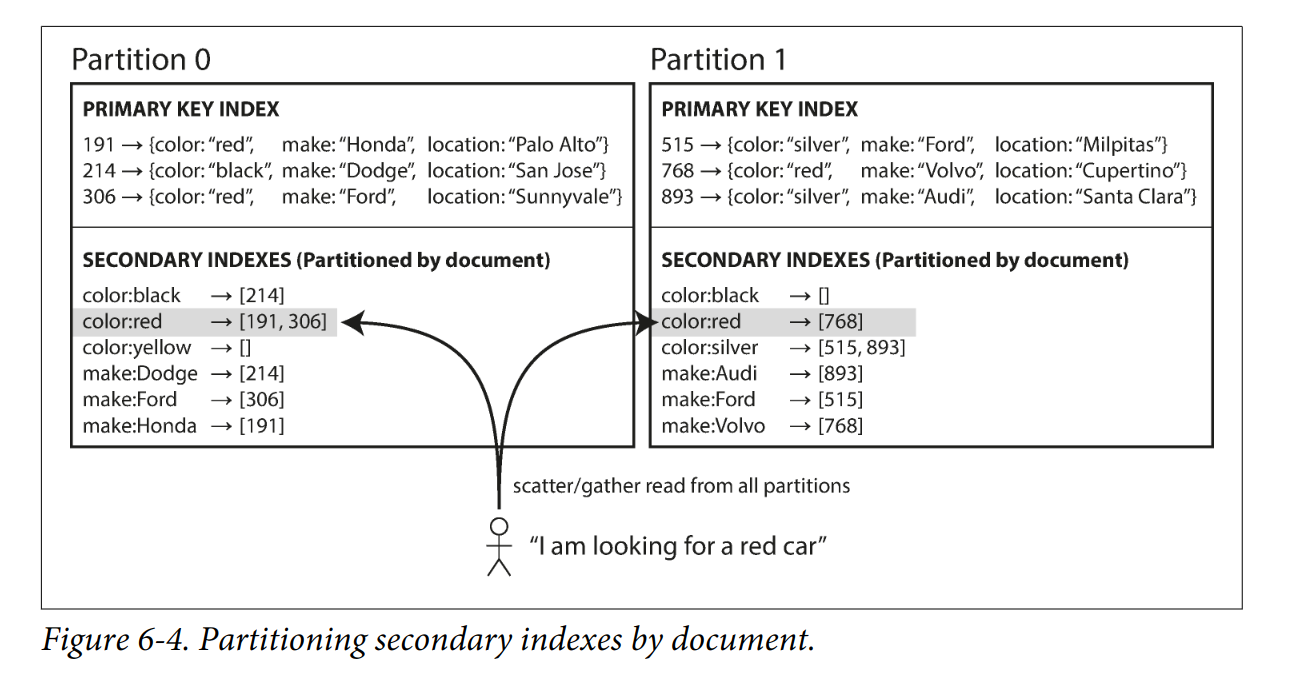 Partition 0
PRIMARY KEY INDEX
191 → {color: “red”, make: “Honda”, location: “Palo Alto”}
214 → {color: “black”, make: “Dodge”, location: “San Jose”}
306 → {color: “red”, make: “Ford”, location: “Sunnyvale”}
SECONDARY INDEXES (Partitioned by document)
color:black → [214]
color:red → [191, 306]
color:yellow → []
make:Dodge → [214]
make:Ford → [306]
make:Honda → [191]
Partition 1
PRIMARY KEY INDEX
515 → {color: “silver”, make: “Ford”, location: “Milpitas”}
768 → {color: “red”, make: “Volvo”, location: “Cupertino”}
893 → {color: “silver”, make: “Audi”, location: “Santa Clara”}
SECONDARY INDEXES (Partitioned by document)
color:black → []
color:red → [768]
color:silver → [515, 893]
make:Audi → [893]
make:Ford → [515]
make:Volvo → [768]
scatter/gather read from all partitions
“I am looking for a red car”
Figure 6-4. Partitioning secondary indexes by document.